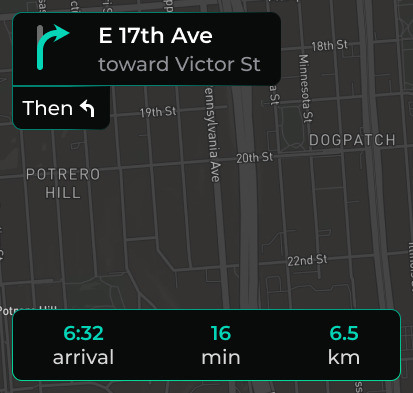 E 17th Ave
toward Victor St
Then
18th St
Minnesota St
19th St
ennsylvania Ave
DOGPATCH
20th St
POTRERO
HILL
22nd St
Potrero Hill
6:32
16
6.5
arrival
min
km